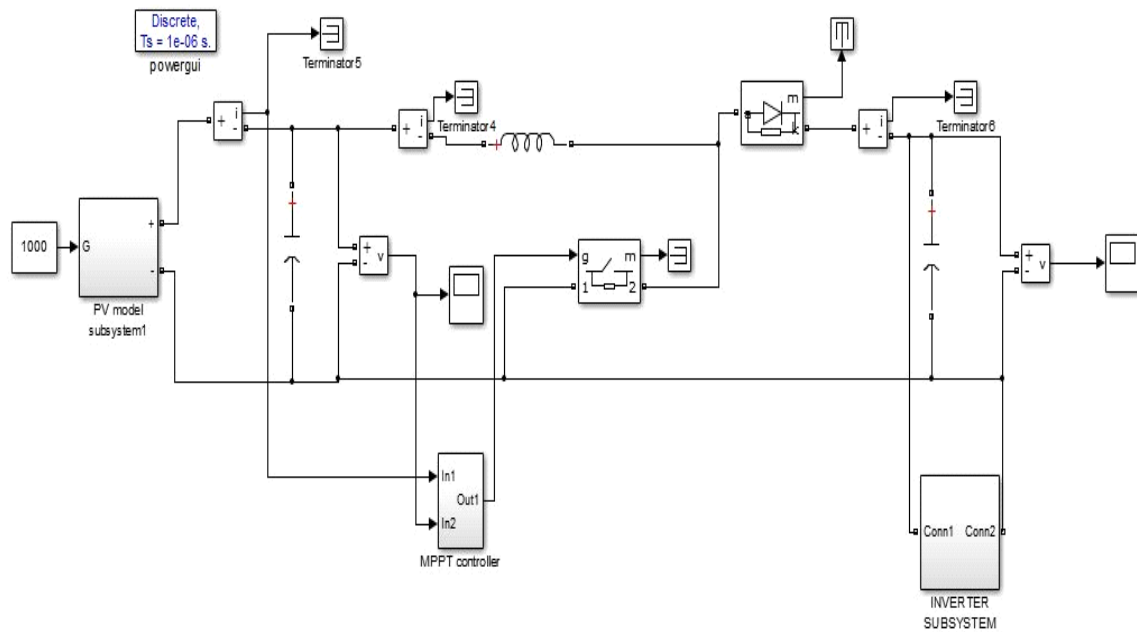 Discrete,
Ts = 1e-06 s.
powergui
Terminator5
i
+
-
i
+
-
Terminator4
m
k
i
+
-
Terminator6
1000
G
+
-
PV model
subsystem1
+
-
v
g
m
1
2
+
-
v
In1
Out1
In2
MPPT controller
Conn1
Conn2
INVERTER
SUBSYSTEM